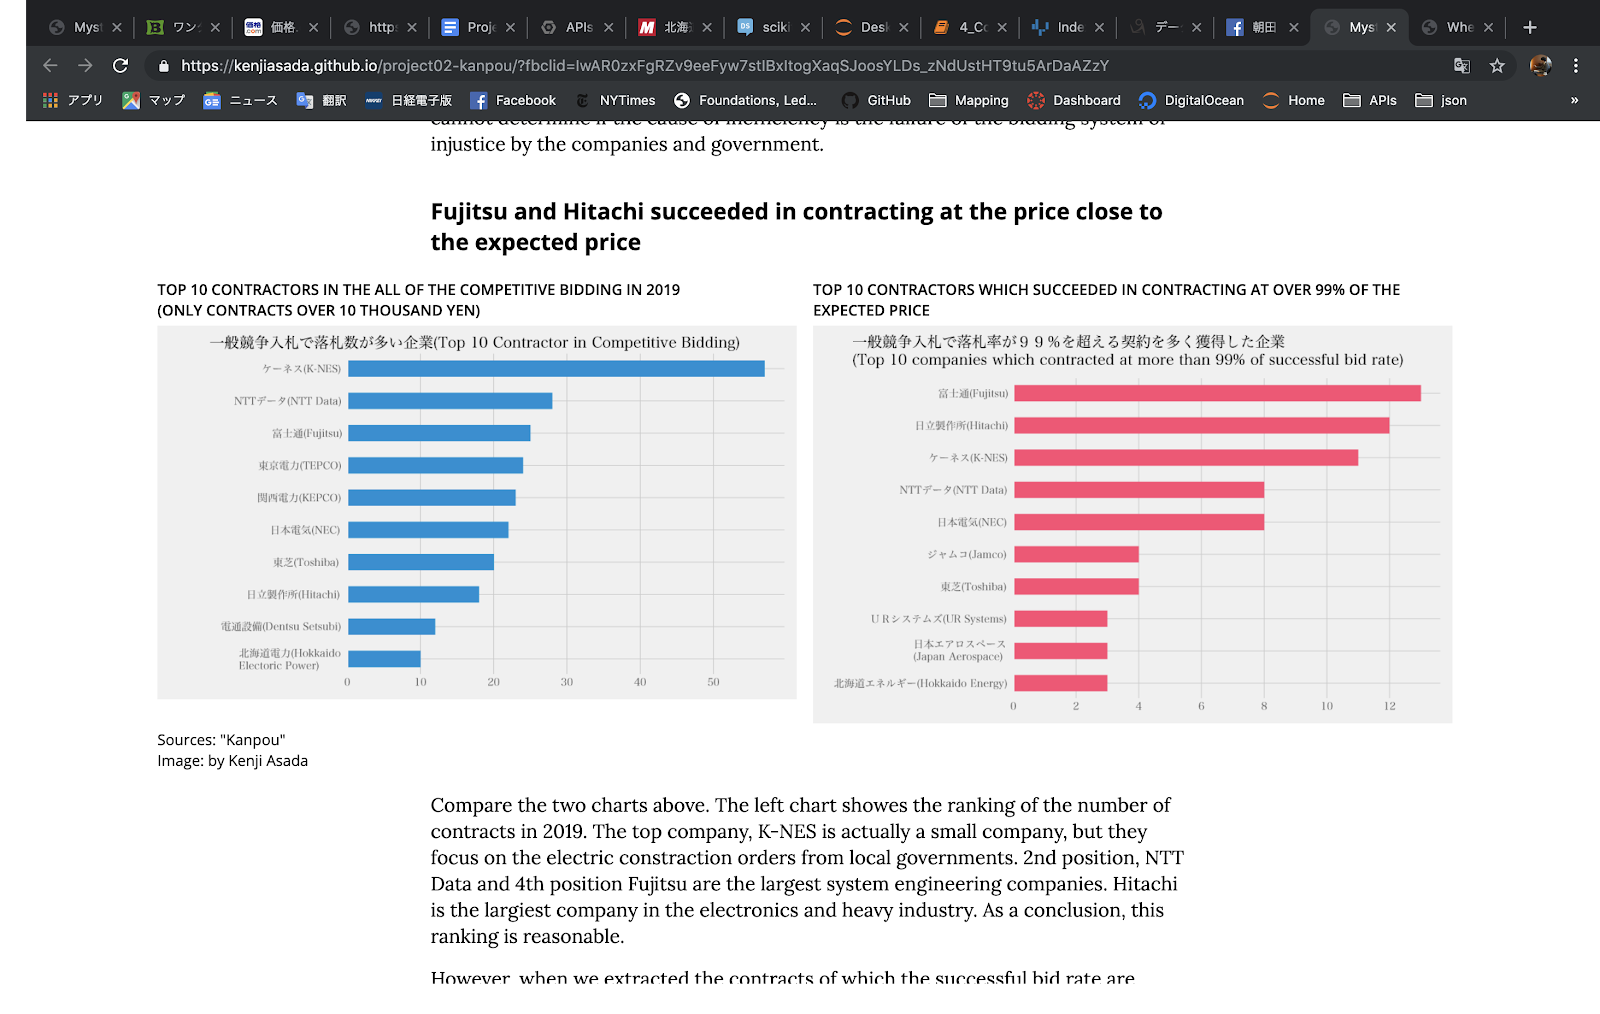 Myst
ワン
価格.
http
Proje
APIs
北海
scikit
Desk
4_Co
Inde
デー
朝田
Myst
Whe
https://kenjiasada.github.io/project02-kanpou/?fbclid=IwAR0zxFgRZv9eeFyw7stIBxItogXaqSJoosYLDs_zNdUstHT9tu5ArDaAZzY
アプリ マップ ニュース 翻訳 日経電子版 Facebook NYTimes Foundations, Led... GitHub Mapping Dashboard DigitalOcean Home APIs json »
cannot determine if the cause of inefficiency is the failure of the bidding system or
injustice by the companies and government.
Fujitsu and Hitachi succeeded in contracting at the price close to
the expected price
TOP 10 CONTRACTORS IN THE ALL OF THE COMPETITIVE BIDDING IN 2019
(ONLY CONTRACTS OVER 10 THOUSAND YEN)
一般競争入札で落札数が多い企業(Top 10 Contractor in Competitive Bidding)
ケーネス(K-NES)
NTTデータ(NTT Data)
富士通(Fujitsu)
東京電力(TEPCO)
関西電力(KEPCO)
日本電気(NEC)
東芝(Toshiba)
日立製作所(Hitachi)
電通設備(Dentsu Setsubi)
北海道電力(Hokkaido
Electoric Power)
0 10 20 30 40 50
TOP 10 CONTRACTORS WHICH SUCCEEDED IN CONTRACTING AT OVER 99% OF THE
EXPECTED PRICE
一般競争入札で落札率が９９％を超える契約を多く獲得した企業
(Top 10 companies which contracted at more than 99% of successful bid rate)
富士通(Fujitsu)
日立製作所(Hitachi)
ケーネス(K-NES)
NTTデータ(NTT Data)
日本電気(NEC)
ジャムコ(Jamco)
東芝(Toshiba)
ＵＲシステムズ(UR Systems)
日本エアロスペース
(Japan Aerospace)
北海道エネルギー(Hokkaido Energy)
0 2 4 6 8 10 12
Sources: "Kanpou"
Image: by Kenji Asada
Compare the two charts above. The left chart showes the ranking of the number of
contracts in 2019. The top company, K-NES is actually a small company, but they
focus on the electric constraction orders from local governments. 2nd position, NTT
Data and 4th position Fujitsu are the largest system engineering companies. Hitachi
is the largiest company in the electronics and heavy industry. As a conclusion, this
ranking is reasonable.
However, when we extracted the contracts of which the successful bid rate are